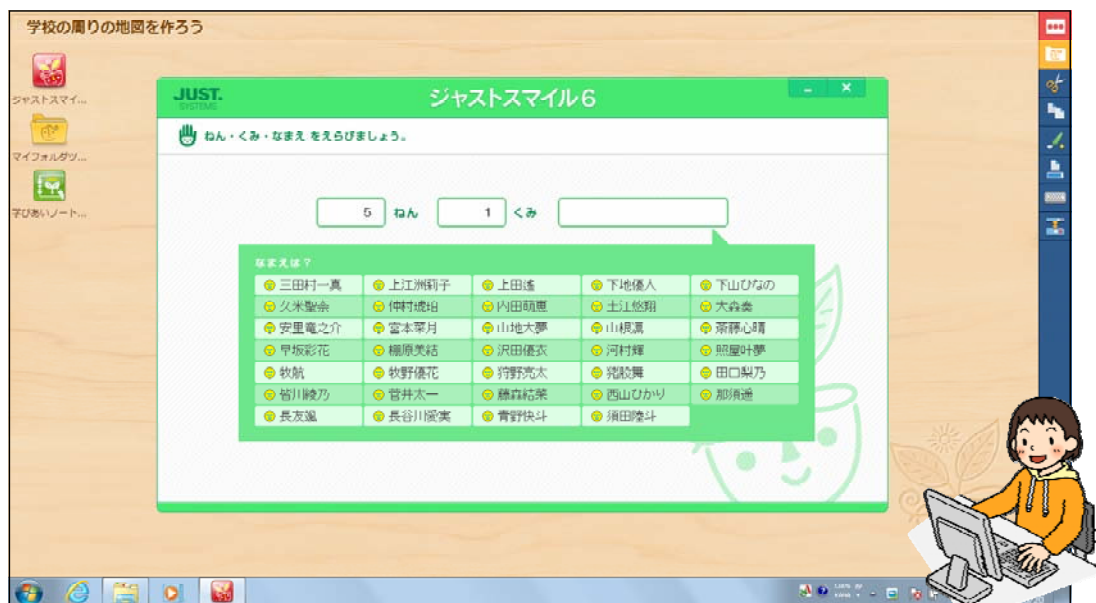 学校の周りの地図を作ろう
ジャストスマイ...
マイフォルダツ...
学びあいノート...
JUST.
SYSTEMS
ジャストスマイル6
ねん・くみ・なまえ をえらびましょう。
5 ねん 1 くみ
なまえは？
三田村一真 上江洲莉子 上田遙 下地優人 下山ひなの
久米聖奈 仲村琥珀 内田萌恵 土江悠翔 大森奏
安里竜之介 宮本菜月 山地大夢 山根凛 斎藤心晴
早坂彩花 棚原美結 沢田優衣 河村輝 照屋叶夢
牧航 牧野優花 狩野亮太 猪股舞 田口梨乃
皆川綾乃 菅井太一 藤森結菜 西山ひかり 那須遥
長友颯 長谷川愛実 青野快斗 須田陸斗